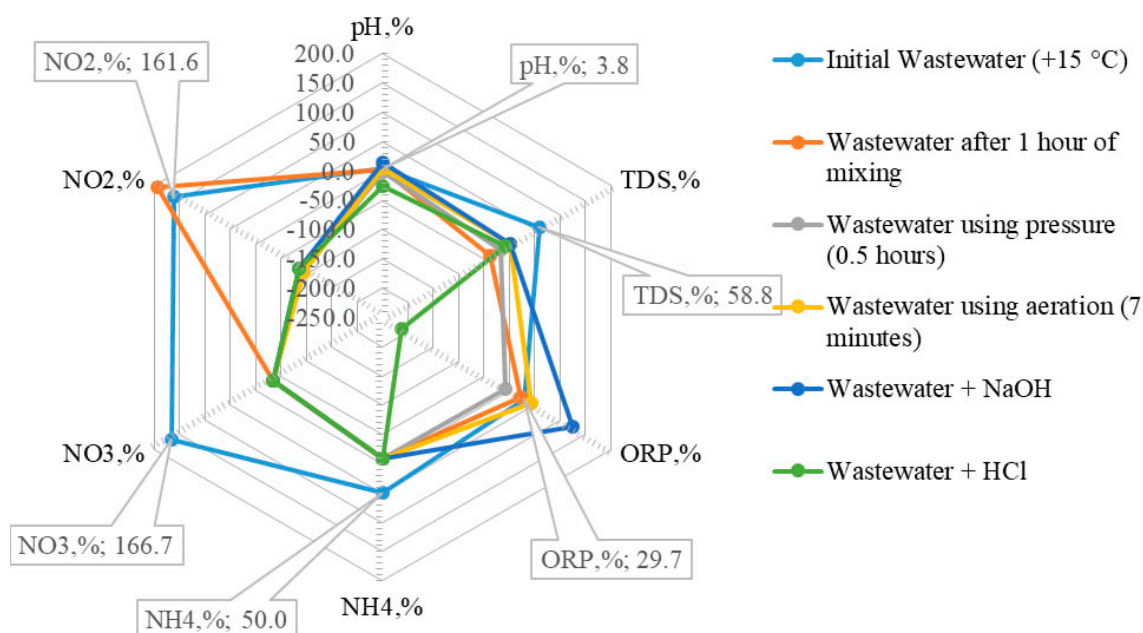 pH,%
200.0
150.0
100.0
50.0
0.0
-50.0
-100.0
-150.0
-200.0
-250.0
NO2,%; 161.6
pH,%; 3.8
NO2,%
TDS,%
TDS,%; 58.8
NO3,%
ORP,%
NO3,%; 166.7
ORP,%; 29.7
NH4,%; 50.0
NH4,%
Initial Wastewater (+15 °C)
Wastewater after 1 hour of
mixing
Wastewater using pressure
(0.5 hours)
Wastewater using aeration (7
minutes)
Wastewater + NaOH
Wastewater + HCl